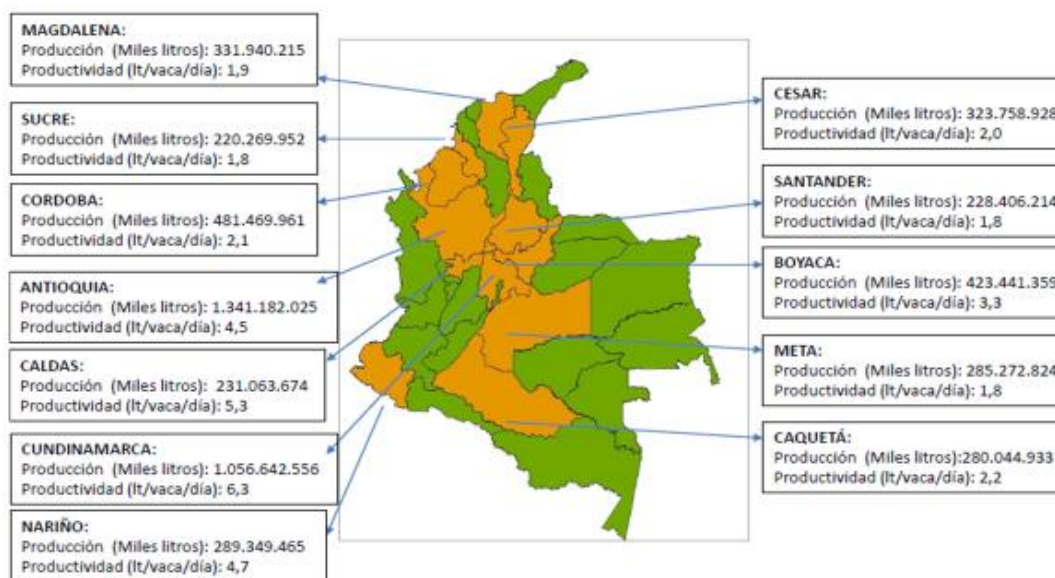 MAGDALENA:
Producción (Miles litros): 331.940.215
Productividad (lt/vaca/día): 1,9
SUCRE:
Producción (Miles litros): 220.269.952
Productividad (lt/vaca/día): 1,8
CORDOBA:
Producción (Miles litros): 481.469.961
Productividad (lt/vaca/día): 2,1
ANTIOQUIA:
Producción (Miles litros): 1.341.182.025
Productividad (lt/vaca/día): 4,5
CALDAS:
Producción (Miles litros): 231.063.674
Productividad (lt/vaca/día): 5,3
CUNDINAMARCA:
Producción (Miles litros): 1.056.642.556
Productividad (lt/vaca/día): 6,3
NARIÑO:
Producción (Miles litros): 289.349.465
Productividad (lt/vaca/día): 4,7
CESAR:
Producción (Miles litros): 323.758.928
Productividad (lt/vaca/día): 2,0
SANTANDER:
Producción (Miles litros): 228.406.214
Productividad (lt/vaca/día): 1,8
BOYACA:
Producción (Miles litros): 423.441.359
Productividad (lt/vaca/día): 3,3
META:
Producción (Miles litros): 285.272.824
Productividad (lt/vaca/día): 1,8
CAQUETÁ:
Producción (Miles litros):280.044.933
Productividad (lt/vaca/día): 2,2